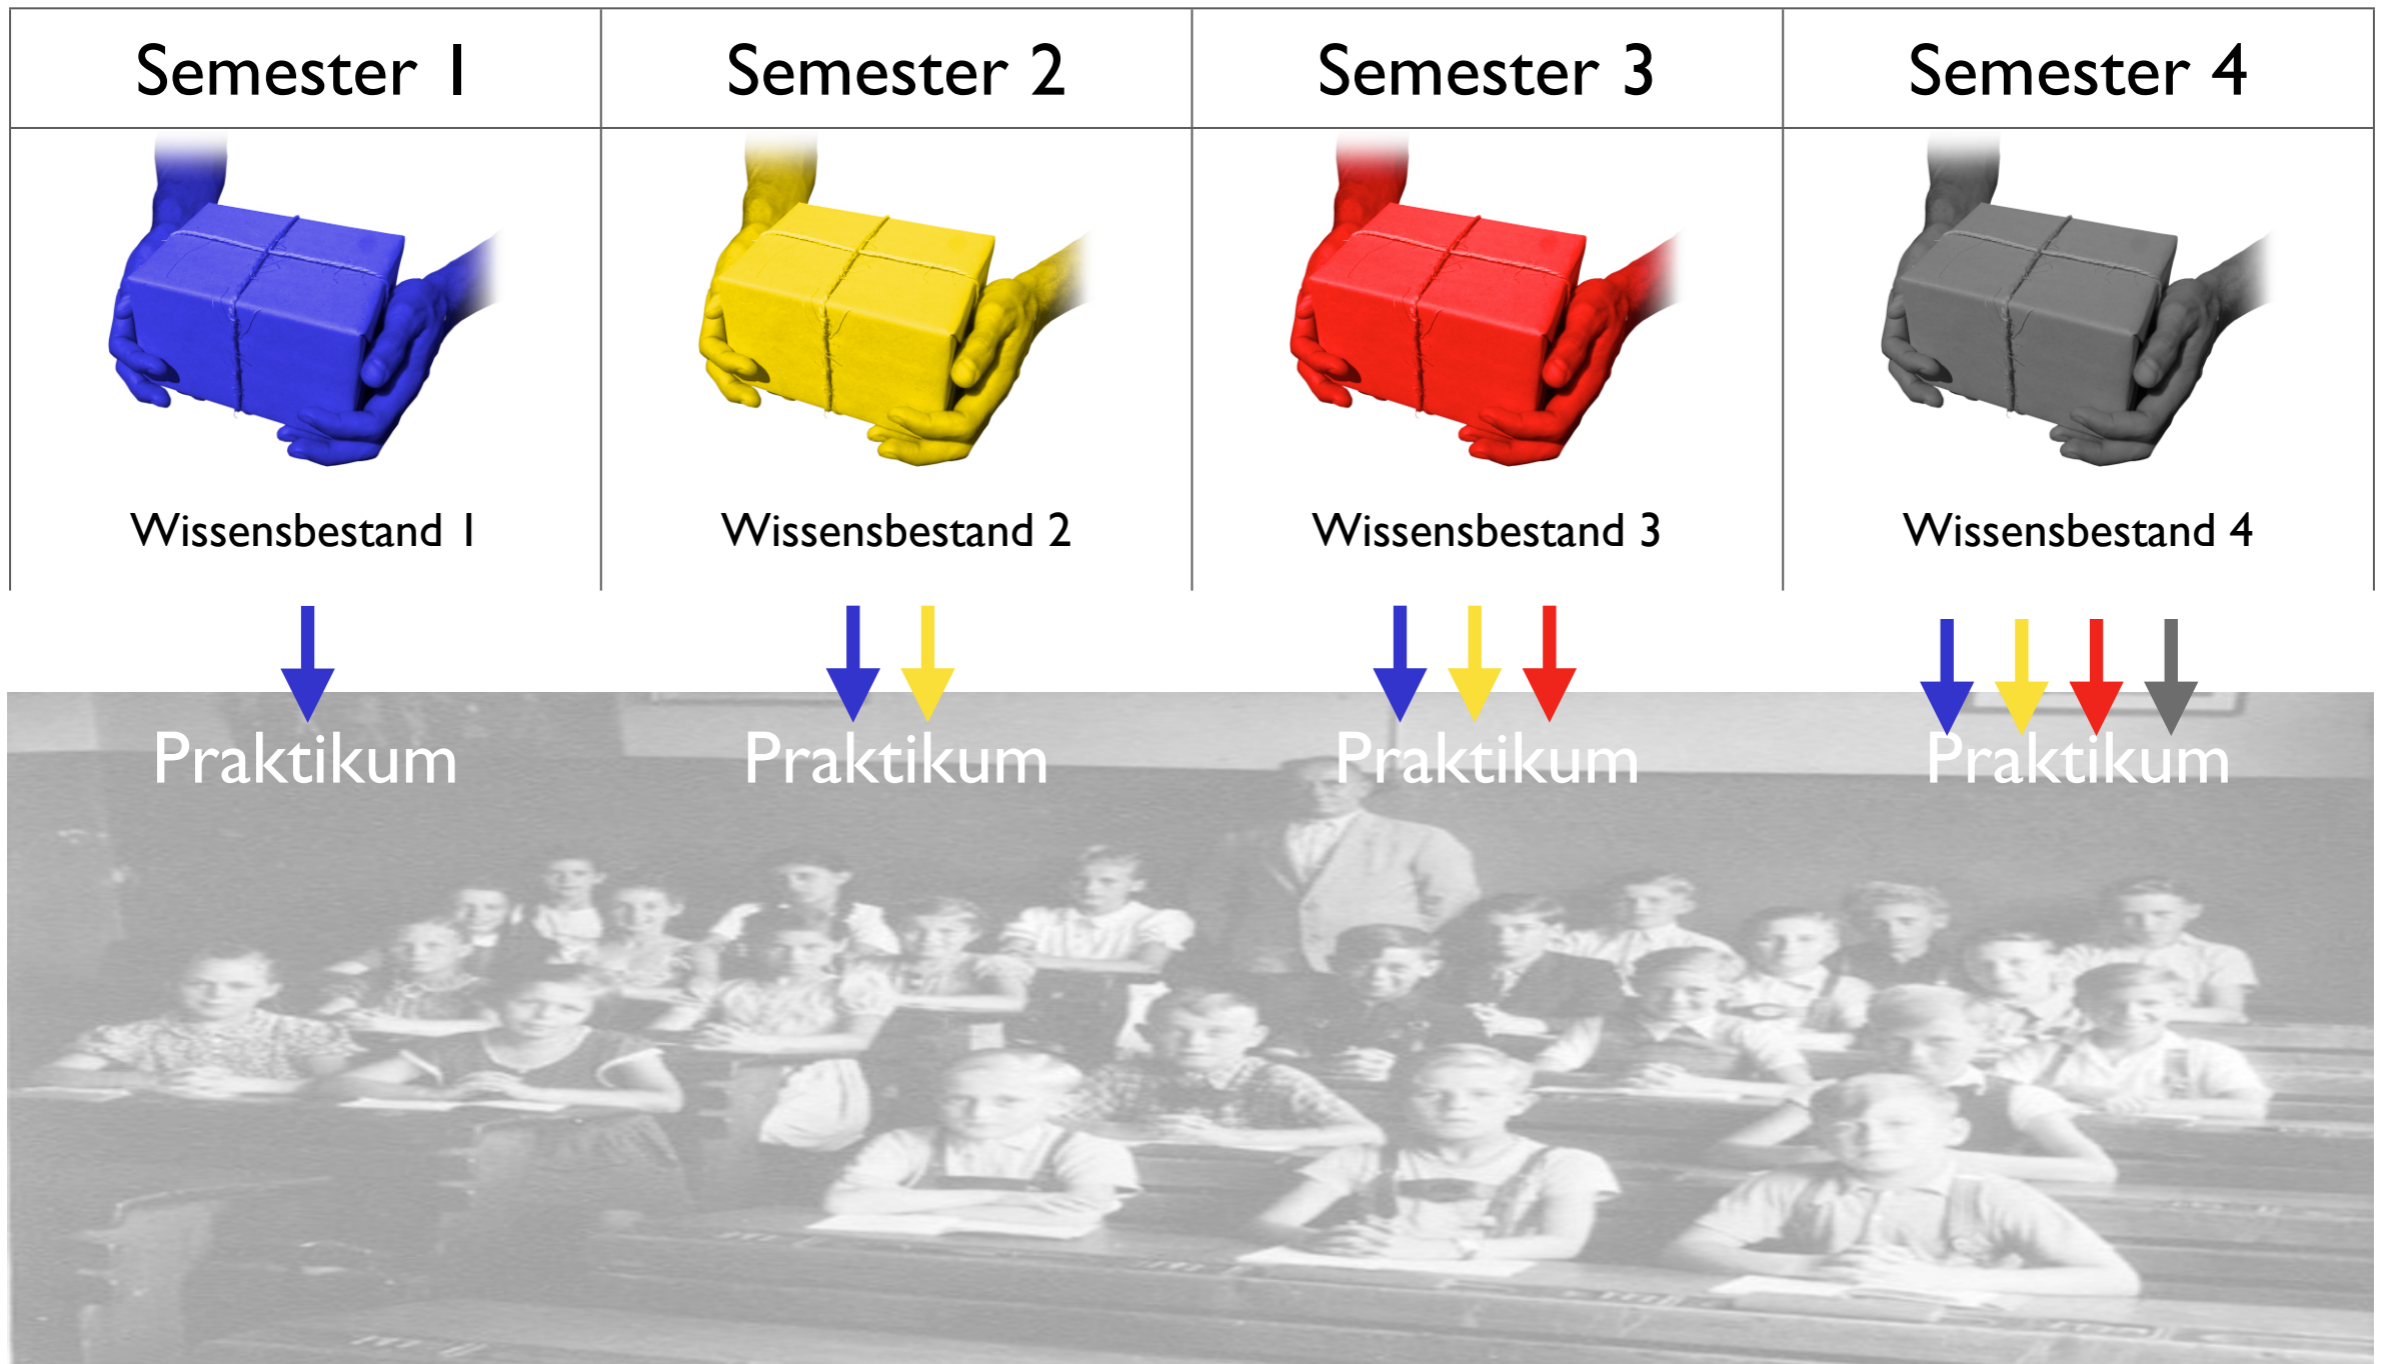 Semester 1
Semester 2
Semester 3
Semester 4
Wissensbestand 1
Wissensbestand 2
Wissensbestand 3
Wissensbestand 4
Praktikum
Praktikum
Praktikum
Praktikum